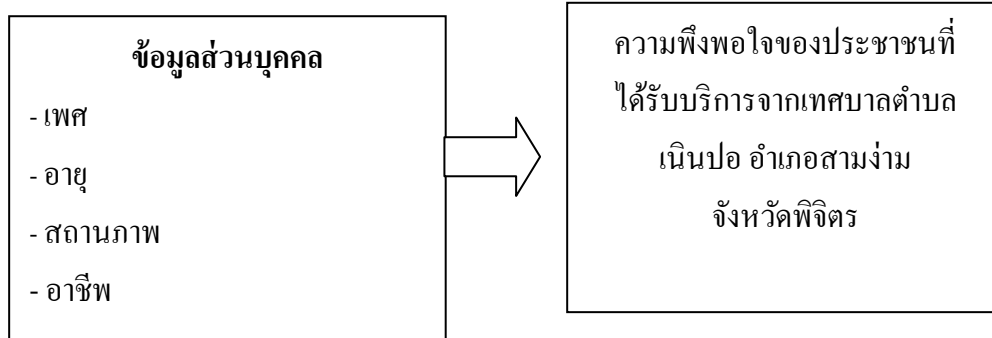 ข้อมูลส่วนบุคคล
- เพศ
- อายุ
- สถานภาพ
- อาชีพ
ความพึงพอใจของประชาชนที่
ได้รับบริการจากเทศบาลตำบล
เนินปอ อำเภอสามง่าม
จังหวัดพิจิตร